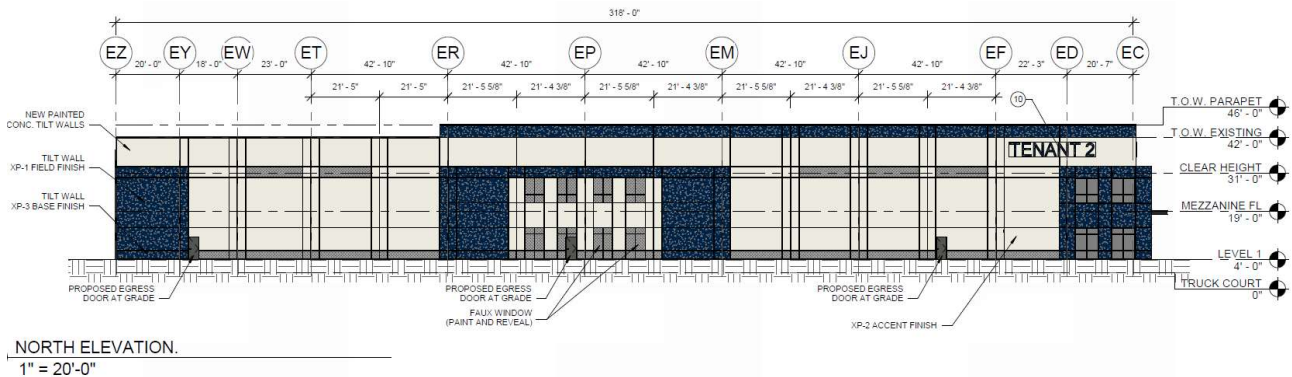 318' - 0"
EZ EY EW ET ER EP EM EJ EF ED EC
20' - 0" 18' - 0" 23' - 0" 42' - 10" 42' - 10" 42' - 10" 42' - 10" 42' - 10" 22' - 3" 20' - 7"
21' - 5" 21' - 5" 21' - 5 5/8" 21' - 4 3/8" 21' - 5 5/8" 21' - 4 3/8" 21' - 5 5/8" 21' - 4 3/8" 21' - 5 5/8" 21' - 4 3/8"
10
NEW PAINTED
CONC. TILT WALLS
TILT WALL
XP-1 FIELD FINISH
TILT WALL
XP-3 BASE FINISH
TENANT 2
T.O.W. PARAPET
46' - 0"
T.O.W. EXISTING
42' - 0"
CLEAR HEIGHT
31' - 0"
MEZZANINE FL
19' - 0"
LEVEL 1
4' - 0"
TRUCK COURT
0"
PROPOSED EGRESS
DOOR AT GRADE
PROPOSED EGRESS
DOOR AT GRADE
FAUX WINDOW
(PAINT AND REVEAL)
PROPOSED EGRESS
DOOR AT GRADE
XP-2 ACCENT FINISH
NORTH ELEVATION.
1" = 20'-0"